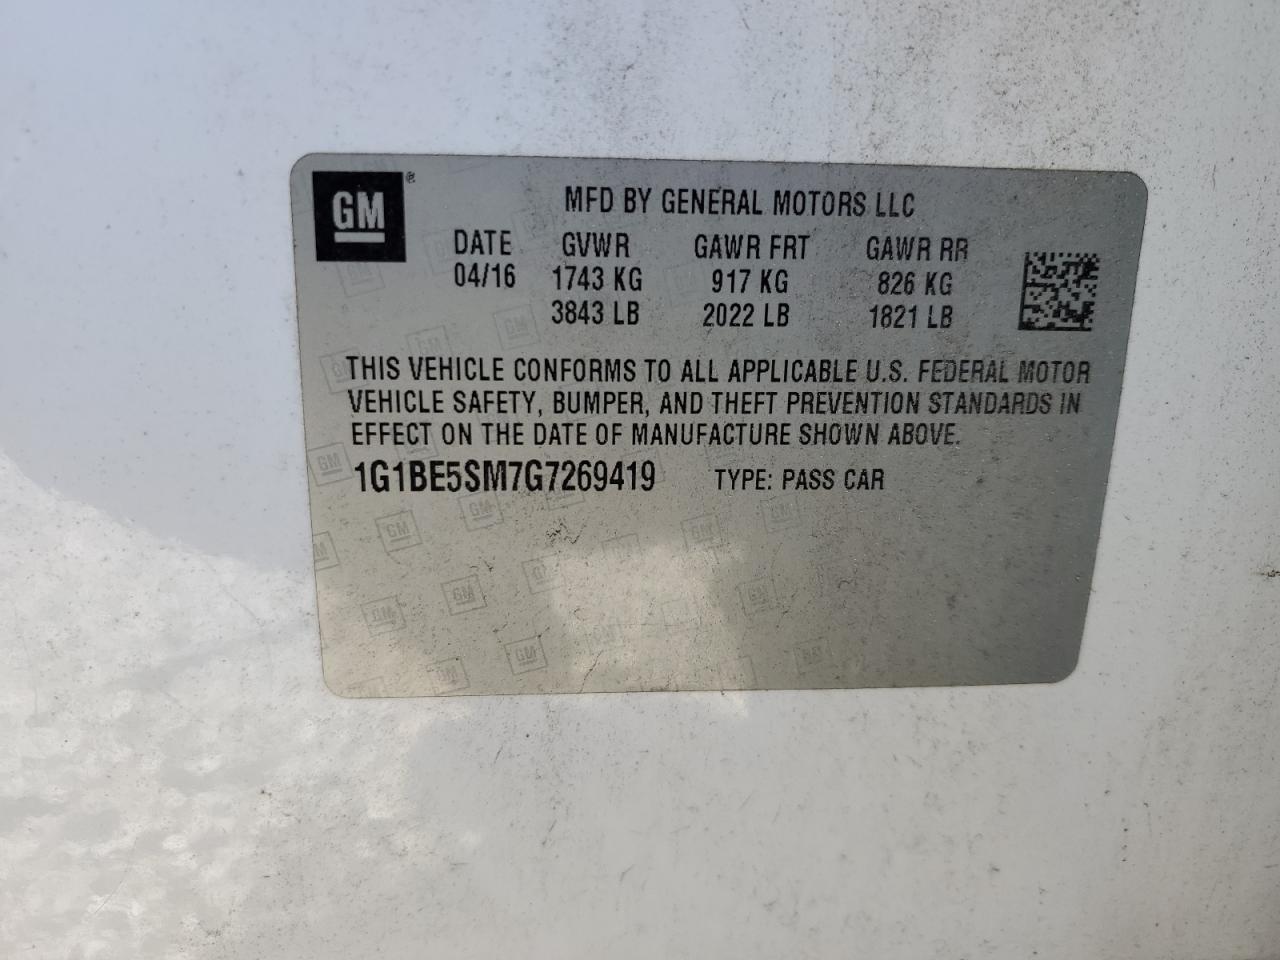 GM ®
MFD BY GENERAL MOTORS LLC
DATE GVWR GAWR FRT GAWR RR
04/16 1743 KG 917 KG 826 KG
3843 LB 2022 LB 1821 LB
THIS VEHICLE CONFORMS TO ALL APPLICABLE U.S. FEDERAL MOTOR
VEHICLE SAFETY, BUMPER, AND THEFT PREVENTION STANDARDS IN
EFFECT ON THE DATE OF MANUFACTURE SHOWN ABOVE.
1G1BE5SM7G7269419 TYPE: PASS CAR